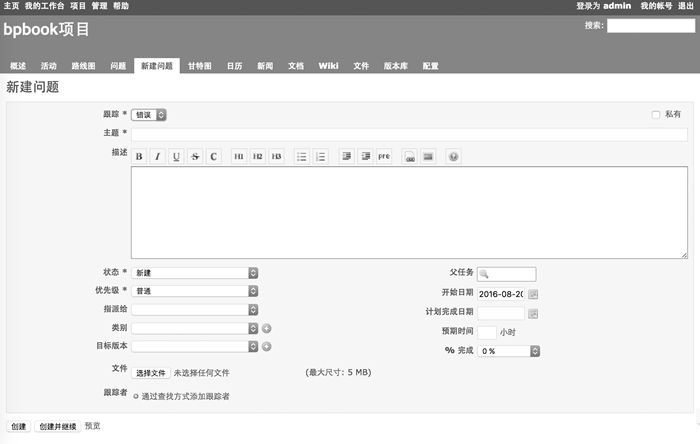 主页 我的工作台 项目 管理 帮助 登录为 admin 我的帐号 退出
bpbook项目 搜索:
概述 活动 路线图 问题 新建问题 甘特图 日历 新闻 文档 Wiki 文件 版本库 配置
新建问题
跟踪 * 错误 私有
主题 *
描述 B I U S C H1 H2 H3 pre
状态 * 新建 父任务
优先级 * 普通 开始日期 2016-08-20
指派给 计划完成日期
类别 预期时间 小时
目标版本 % 完成 0 %
文件 选择文件 未选择任何文件 (最大尺寸: 5 MB)
跟踪者 通过查找方式添加跟踪者
创建 创建并继续 预览